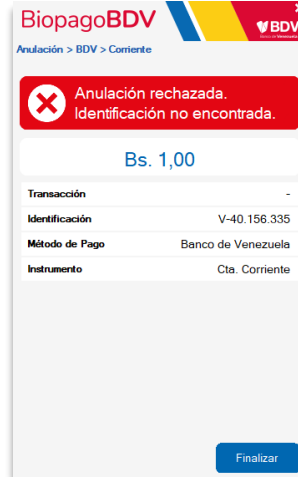 BiopagoBDV
BDV
Banco de Venezuela
Anulación > BDV > Corriente
Anulación rechazada.
Identificación no encontrada.
Bs. 1,00
Transacción -
Identificación V-40.156.335
Método de Pago Banco de Venezuela
Instrumento Cta. Corriente
Finalizar